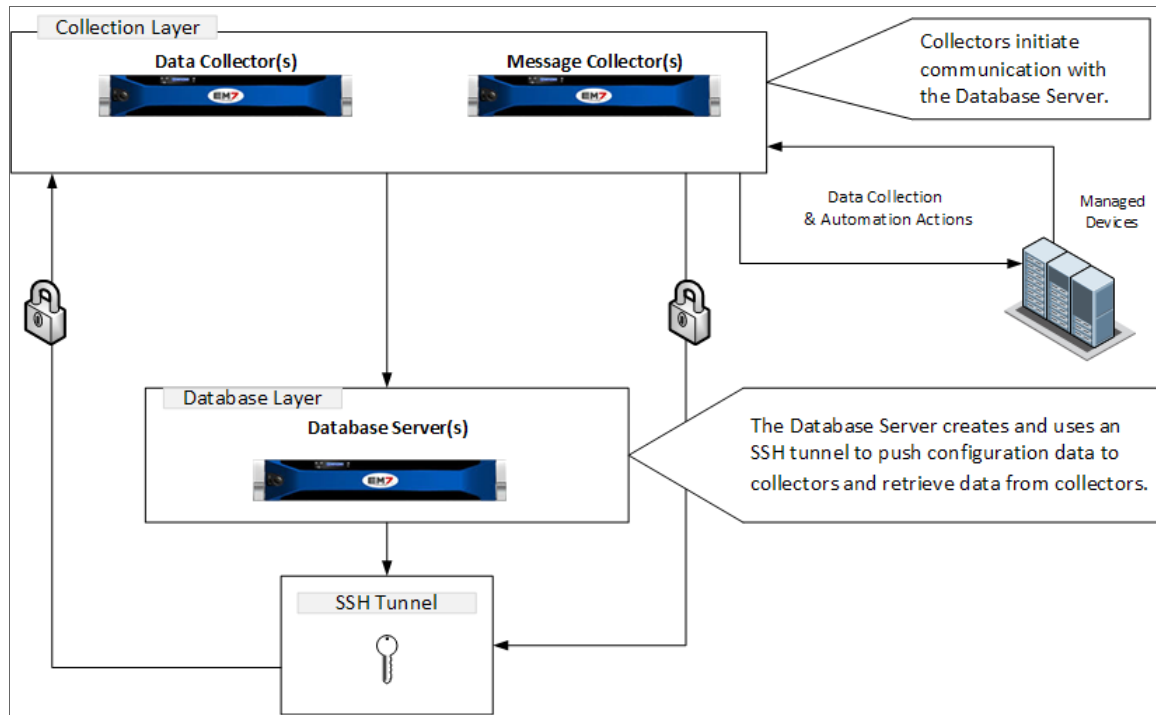 Collection Layer
Data Collector(s)
Message Collector(s)
EM7
EM7
Collectors initiate
communication with
the Database Server.
Data Collection
& Automation Actions
Managed
Devices
Database Layer
Database Server(s)
EM7
The Database Server creates and uses an
SSH tunnel to push configuration data to
collectors and retrieve data from collectors.
SSH Tunnel